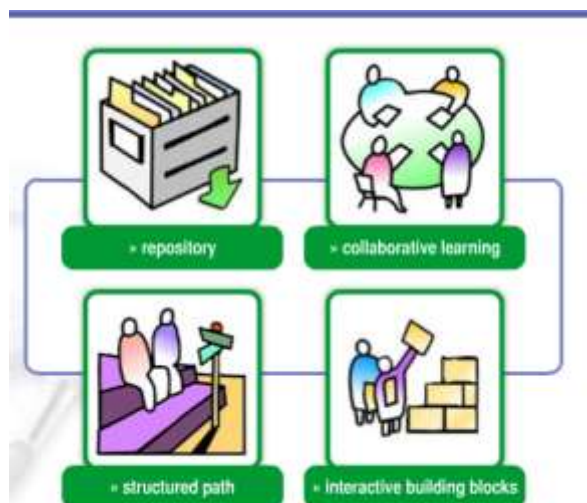 » repository
» collaborative learning
» structured path
» interactive building blocks